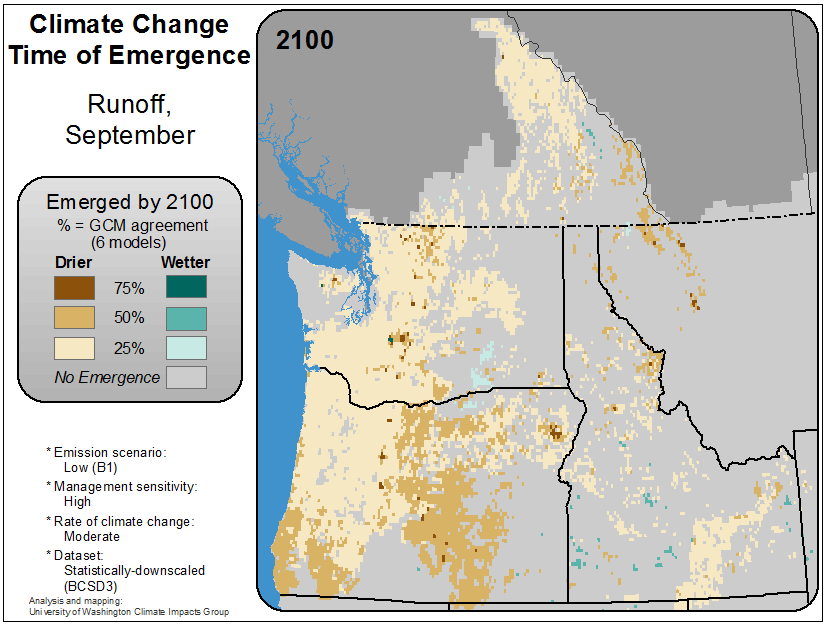 Climate Change
Time of Emergence
Runoff,
September
2100
Emerged by 2100
% = GCM agreement
(6 models)
Drier Wetter
75%
50%
25%
No Emergence
* Emission scenario:
Low (B1)
* Management sensitivity:
High
* Rate of climate change:
Moderate
* Dataset:
Statistically-downscaled
(BCSD3)
Analysis and mapping:
University of Washington Climate Impacts Group